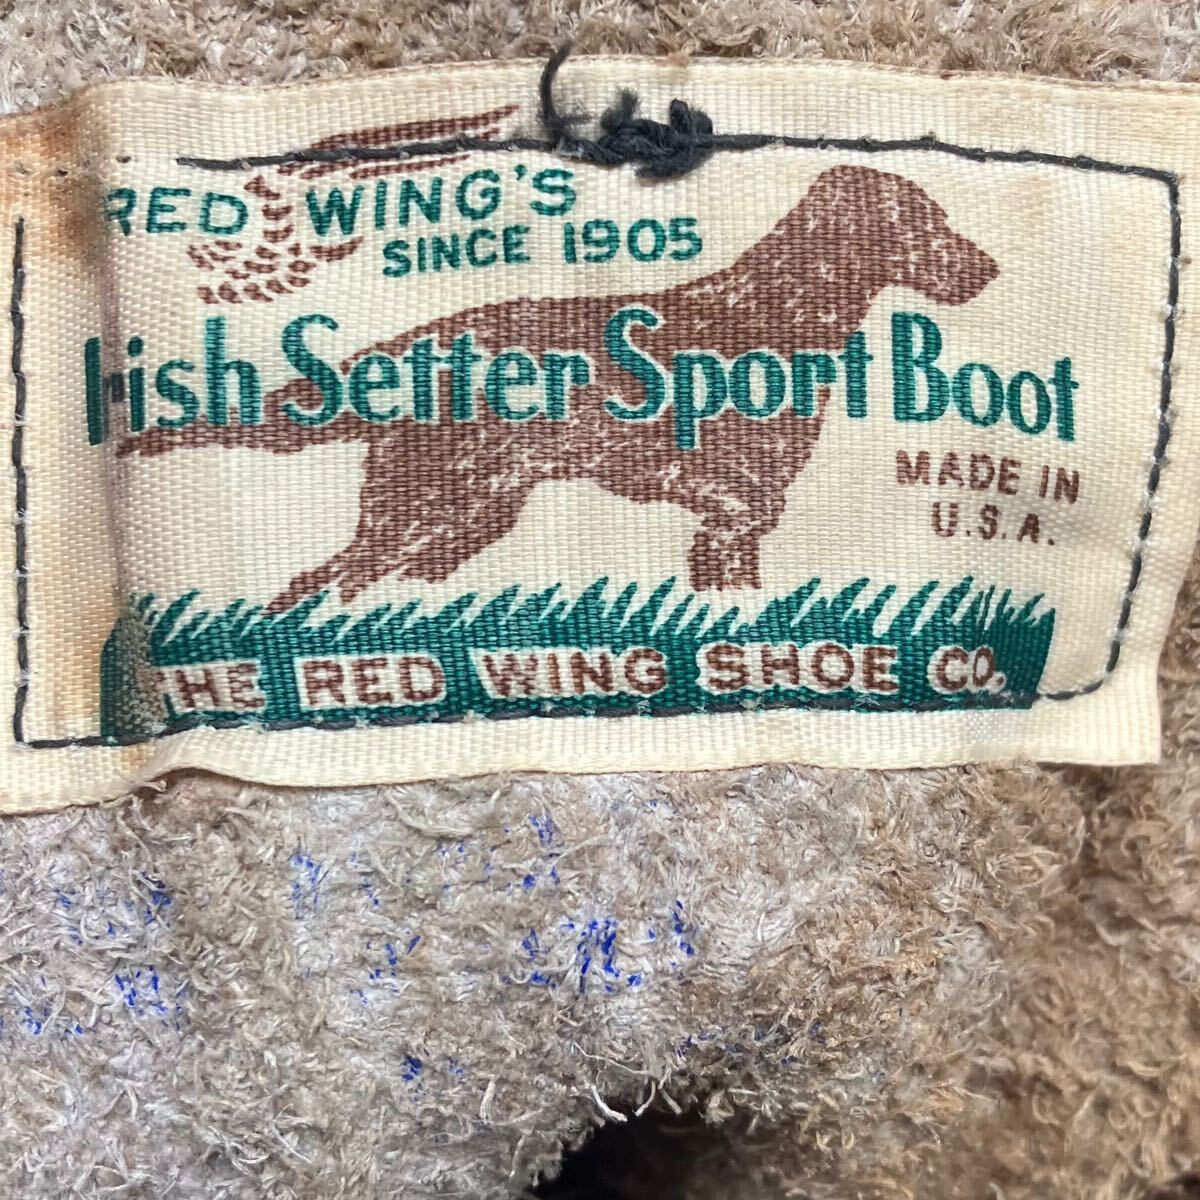 RED WING'S
SINCE 1905
Irish Setter Sport Boot
MADE IN
U.S.A.
THE RED WING SHOE CO.